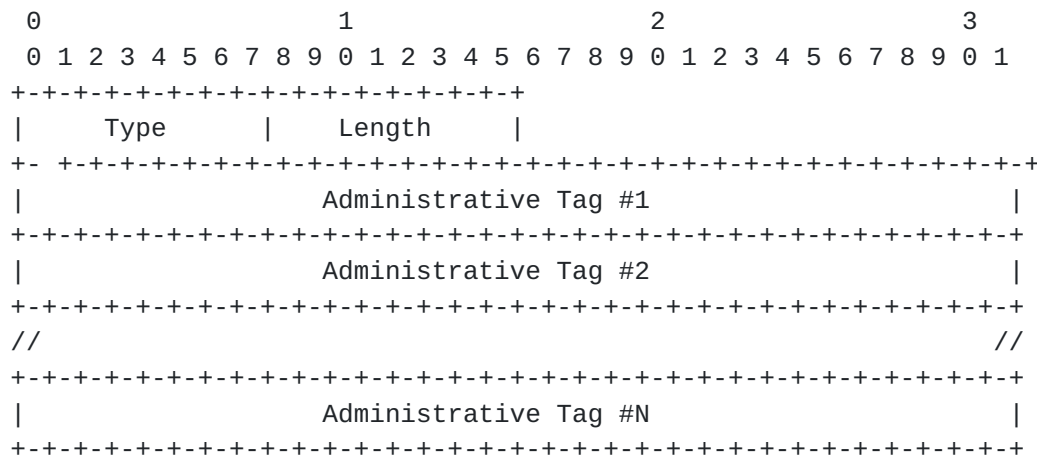 0                   1                   2                   3
 0 1 2 3 4 5 6 7 8 9 0 1 2 3 4 5 6 7 8 9 0 1 2 3 4 5 6 7 8 9 0 1
+-+-+-+-+-+-+-+-+-+-+-+-+-+-+-+-+
|     Type      |    Length     |
+- +-+-+-+-+-+-+-+-+-+-+-+-+-+-+-+-+-+-+-+-+-+-+-+-+-+-+-+-+-+-+-+
|                   Administrative Tag #1                       |
+-+-+-+-+-+-+-+-+-+-+-+-+-+-+-+-+-+-+-+-+-+-+-+-+-+-+-+-+-+-+-+-+
|                   Administrative Tag #2                       |
+-+-+-+-+-+-+-+-+-+-+-+-+-+-+-+-+-+-+-+-+-+-+-+-+-+-+-+-+-+-+-+-+
//                                                             //
+-+-+-+-+-+-+-+-+-+-+-+-+-+-+-+-+-+-+-+-+-+-+-+-+-+-+-+-+-+-+-+-+
|                   Administrative Tag #N                       |
+-+-+-+-+-+-+-+-+-+-+-+-+-+-+-+-+-+-+-+-+-+-+-+-+-+-+-+-+-+-+-+-+